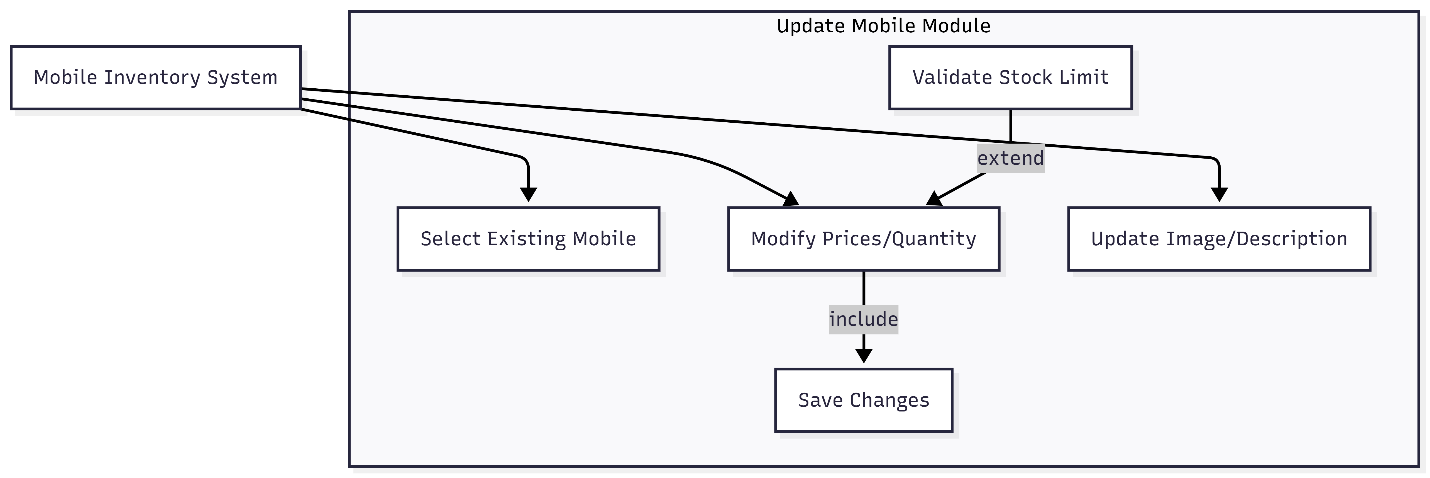 Update Mobile Module
Mobile Inventory System
Validate Stock Limit
extend
Select Existing Mobile
Modify Prices/Quantity
Update Image/Description
include
Save Changes